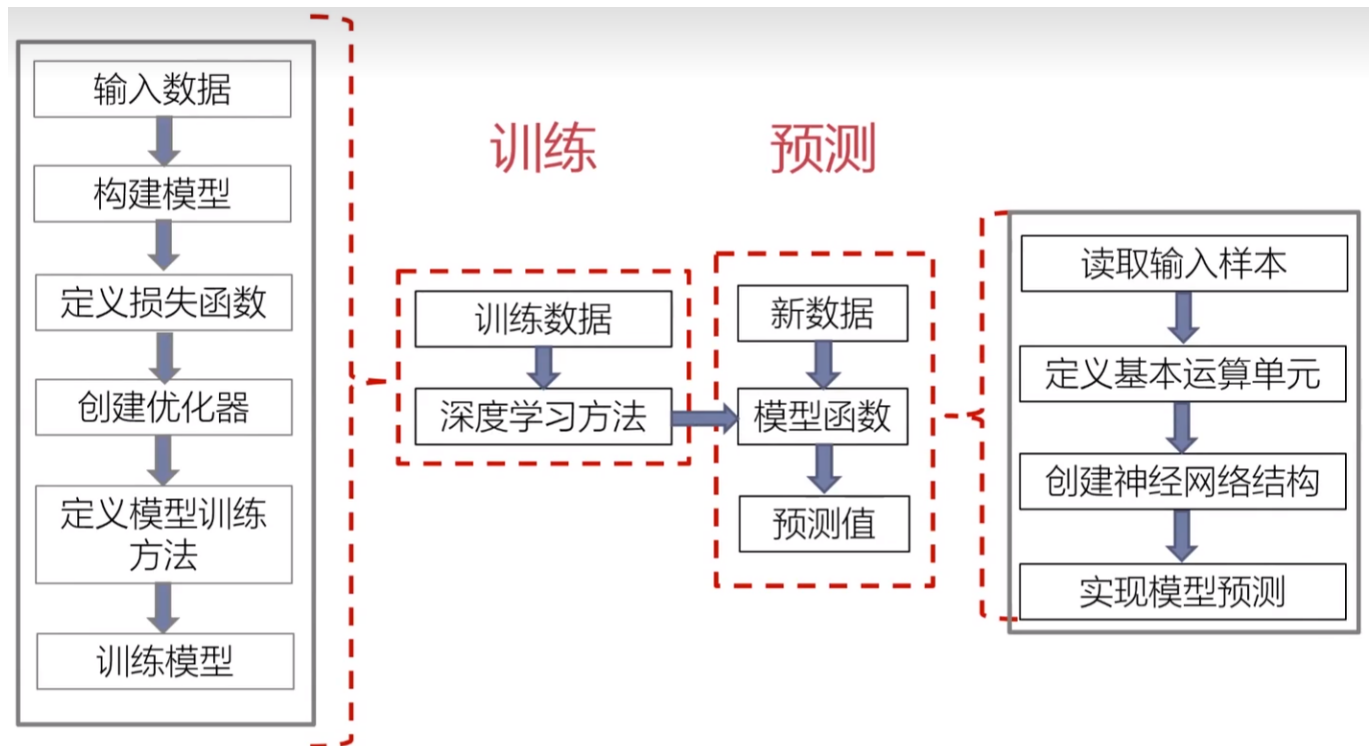 输入数据
构建模型
定义损失函数
创建优化器
定义模型训练
方法
训练模型
训练
训练数据
深度学习方法
预测
新数据
模型函数
预测值
读取输入样本
定义基本运算单元
创建神经网络结构
实现模型预测